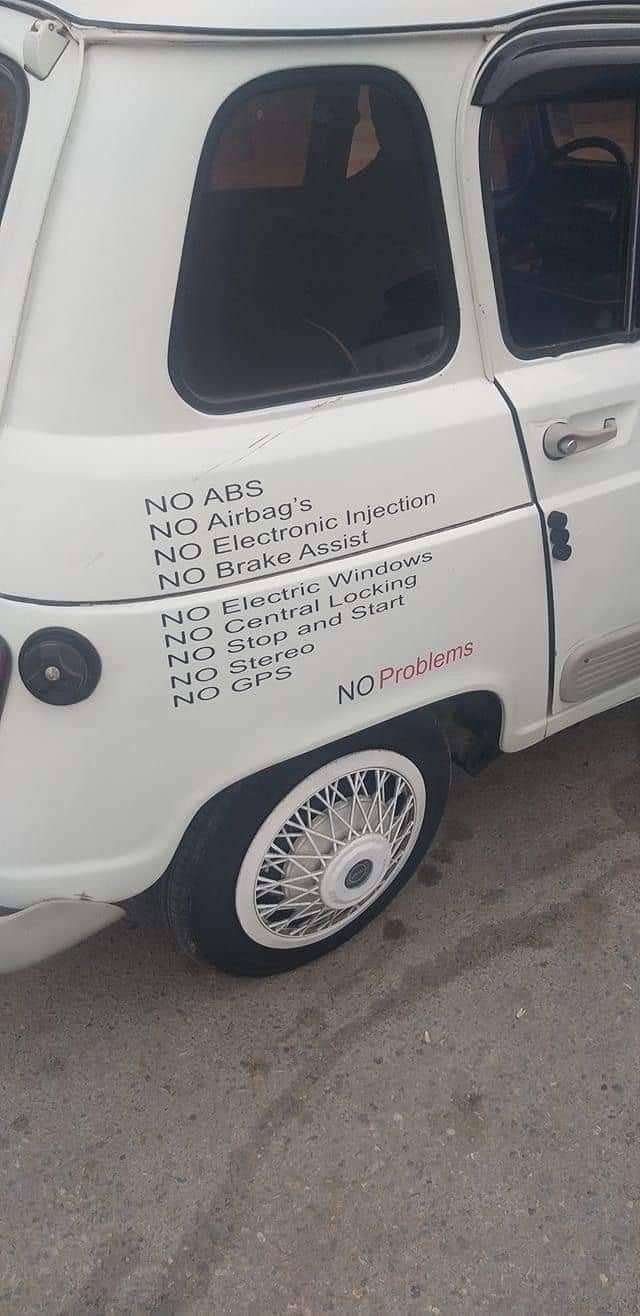 NO ABS
NO Airbag's
NO Electronic Injection
NO Brake Assist
NO Electric Windows
NO Central Locking
NO Stop and Start
NO Stereo
NO GPS
NO Problems